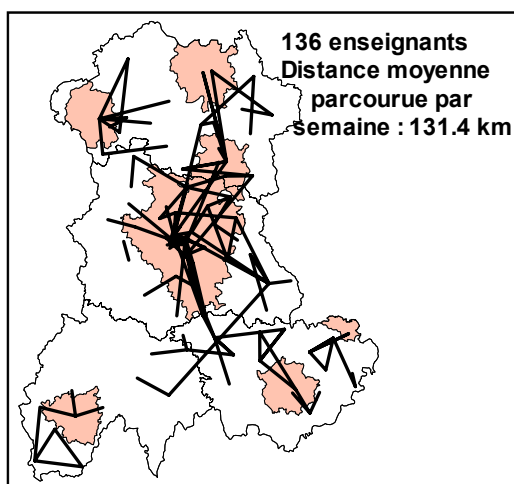 136 enseignants
Distance moyenne
parcourue par
semaine : 131.4 km